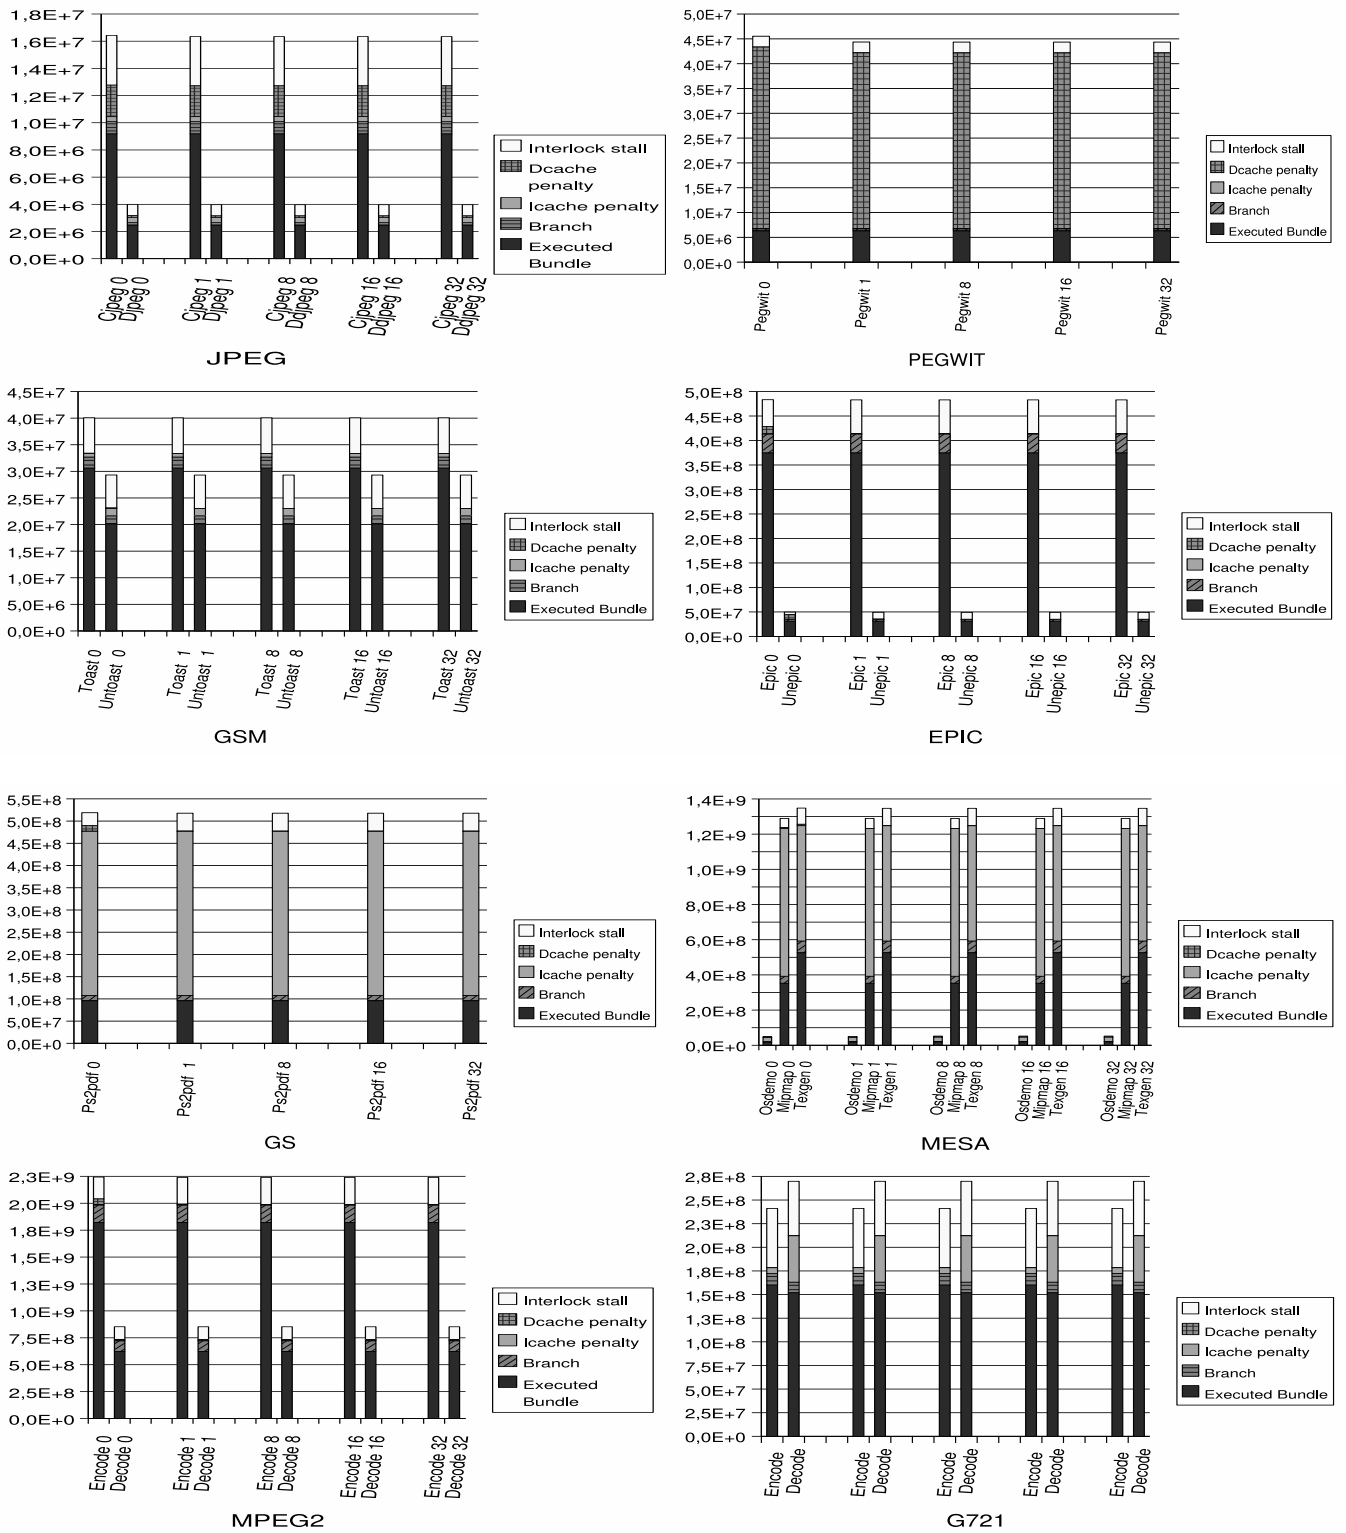 1,8E+7
1,6E+7
1,4E+7
1,2E+7
1,0E+7
8,0E+6
6,0E+6
4,0E+6
2,0E+6
0,0E+0
Cjpeg 0
Djpeg 0
Cjpeg 1
Djpeg 1
Cjpeg 8
Ddjpeg 8
Cjpeg 16
Ddjpeg 16
Cjpeg 32
Ddjpeg 32
Interlock stall
Dcache
penalty
Icache penalty
Branch
Executed
Bundle
JPEG
5,0E+7
4,5E+7
4,0E+7
3,5E+7
3,0E+7
2,5E+7
2,0E+7
1,5E+7
1,0E+7
5,0E+6
0,0E+0
Pegwit 0
Pegwit 1
Pegwit 8
Pegwit 16
Pegwit 32
Interlock stall
Dcache penalty
Icache penalty
Branch
Executed Bundle
PEGWIT
4,5E+7
4,0E+7
3,5E+7
3,0E+7
2,5E+7
2,0E+7
1,5E+7
1,0E+7
5,0E+6
0,0E+0
Toast 0
Untoast 0
Toast 1
Untoast 1
Toast 8
Untoast 8
Toast 16
Untoast 16
Toast 32
Untoast 32
Interlock stall
Dcache penalty
Icache penalty
Branch
Executed Bundle
GSM
5,0E+8
4,5E+8
4,0E+8
3,5E+8
3,0E+8
2,5E+8
2,0E+8
1,5E+8
1,0E+8
5,0E+7
0,0E+0
Epic 0
Unepic 0
Epic 1
Unepic 1
Epic 8
Unepic 8
Epic 16
Unepic 16
Epic 32
Unepic 32
Interlock stall
Dcache penalty
Icache penalty
Branch
Executed Bundle
EPIC
5,5E+8
5,0E+8
4,5E+8
4,0E+8
3,5E+8
3,0E+8
2,5E+8
2,0E+8
1,5E+8
1,0E+8
5,0E+7
0,0E+0
Ps2pdf 0
Ps2pdf 1
Ps2pdf 8
Ps2pdf 16
Ps2pdf 32
Interlock stall
Dcache penalty
Icache penalty
Branch
Executed Bundle
GS
1,4E+9
1,2E+9
1,0E+9
8,0E+8
6,0E+8
4,0E+8
2,0E+8
0,0E+0
Osdemo 0
Mipmap 0
Texgen 0
Osdemo 1
Mipmap 1
Texgen 1
Osdemo 8
Mipmap 8
Texgen 8
Osdemo 16
Mipmap 16
Texgen 16
Osdemo 32
Mipmap 32
Texgen 32
Interlock stall
Dcache penalty
Icache penalty
Branch
Executed Bundle
MESA
2,3E+9
2,0E+9
1,8E+9
1,5E+9
1,3E+9
1,0E+9
7,5E+8
5,0E+8
2,5E+8
0,0E+0
Encode 0
Decode 0
Encode 1
Decode 1
Encode 8
Decode 8
Encode 16
Decode 16
Encode 32
Decode 32
Interlock stall
Dcache penalty
Icache penalty
Branch
Executed
Bundle
MPEG2
2,8E+8
2,5E+8
2,3E+8
2,0E+8
1,8E+8
1,5E+8
1,3E+8
1,0E+8
7,5E+7
5,0E+7
2,5E+7
0,0E+0
Encode
Decode
Encode
Decode
Encode
Decode
Encode
Decode
Encode
Decode
Interlock stall
Dcache penalty
Icache penalty
Branch
Executed Bundle
G721